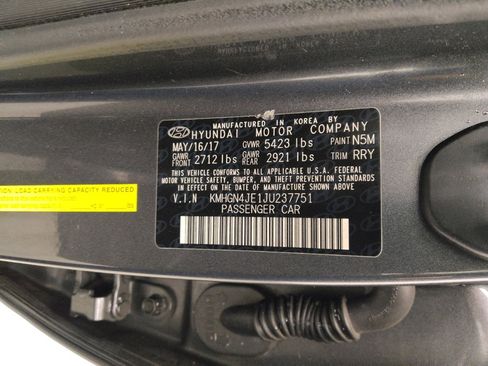 MANUFACTURED IN KOREA BY
HYUNDAI MOTOR COMPANY
MAY/16/17 GVWR 5423 lbs PAINT N5M
GAWR FRONT 2712 lbs GAWR REAR 2921 lbs TRIM RRY
THIS VEHICLE CONFORMS TO ALL APPLICABLE U.S.A. FEDERAL
MOTOR VEHICLE SAFETY, BUMPER, AND THEFT PREVENTION
STANDARDS IN EFFECT ON THE DATE OF MANUFACTURE SHOWN ABOVE.
V.I.N KMHGN4JE1JU237751
PASSENGER CAR
LOAD CARRYING CAPACITY REDUCED